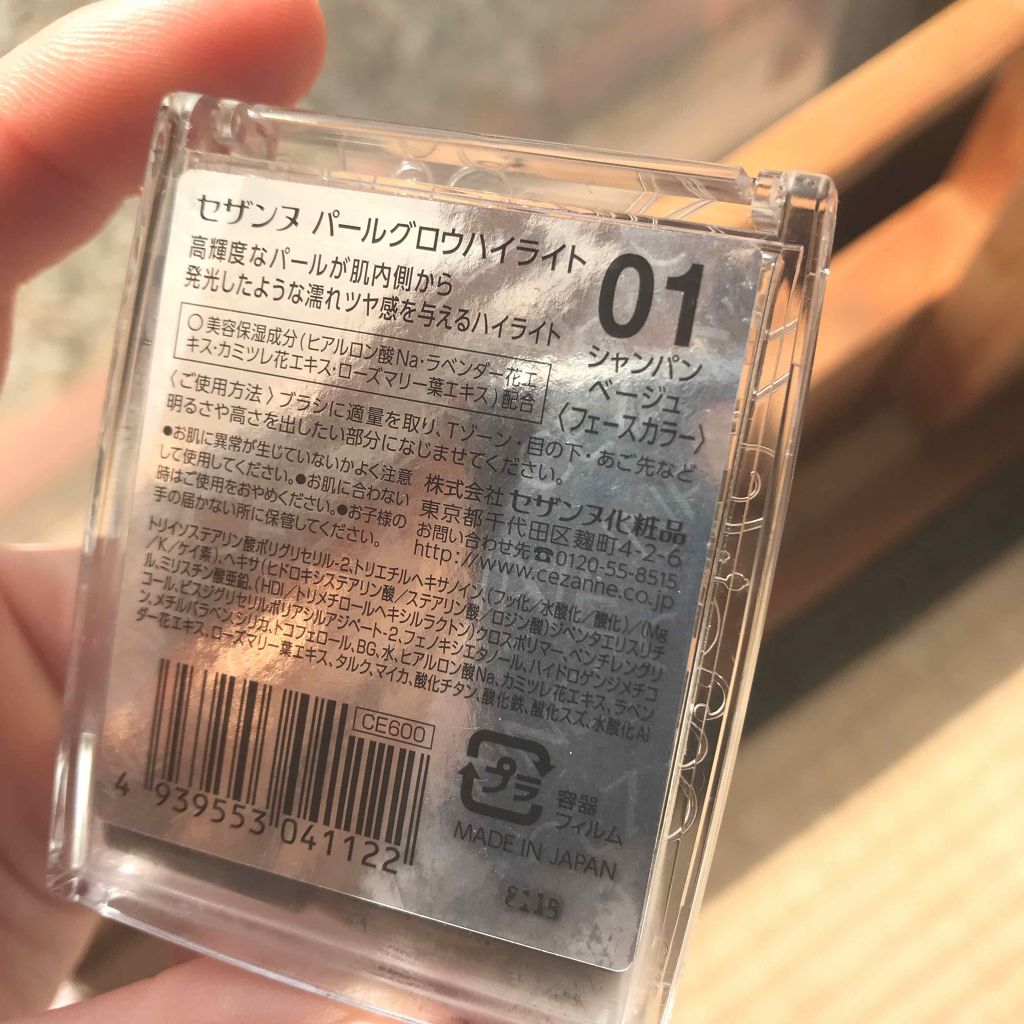 セザンヌ パールグロウハイライト
高輝度なパールが肌内側から
発光したような濡れツヤ感を与えるハイライト
01
シャンパン
ベージュ
〈フェースカラー〉
○美容保湿成分(ヒアルロン酸Na・ラベンダー花エ
キス・カミツレ花エキス・ローズマリー葉エキス)配合
〈ご使用方法〉ブラシに適量を取り、Tゾーン・目の下・あご先など
明るさや高さを出したい部分になじませてください。
●お肌に異常が生じていないかよく注意
して使用してください。●お肌に合わない
時はご使用をおやめください。●お子様の
手の届かない所に保管してください。
株式会社 セザンヌ化粧品
東京都千代田区麹町4-2-6
お問い合わせ先☎0120-55-8515
http://www.cezanne.co.jp
トリイソステアリン酸ポリグリセリル-2、トリエチルヘキサノイン、(フッ化/水酸化/酸化)/(Mg
/K/ケイ素)、ヘキサ(ヒドロキシステアリン酸/ステアリン酸/ロジン酸)ジペンタエリスリチ
ル、ミリスチン酸亜鉛、(HDI/トリメチロールヘキシルラクトン)クロスポリマー、ペンチレングリ
コール、ビスジグリセリルポリアシルアジペート-2、フェノキシエタノール、ハイドロゲンジメチコ
ン、メチルパラベン、シリカ、トコフェロール、BG、水、ヒアルロン酸Na、カミツレ花エキス、ラベン
ダー花エキス、ローズマリー葉エキス、タルク、マイカ、酸化チタン、酸化鉄、酸化スズ、水酸化Al
CE600
4 939553 041122
プラ
容器
フィルム
MADE IN JAPAN